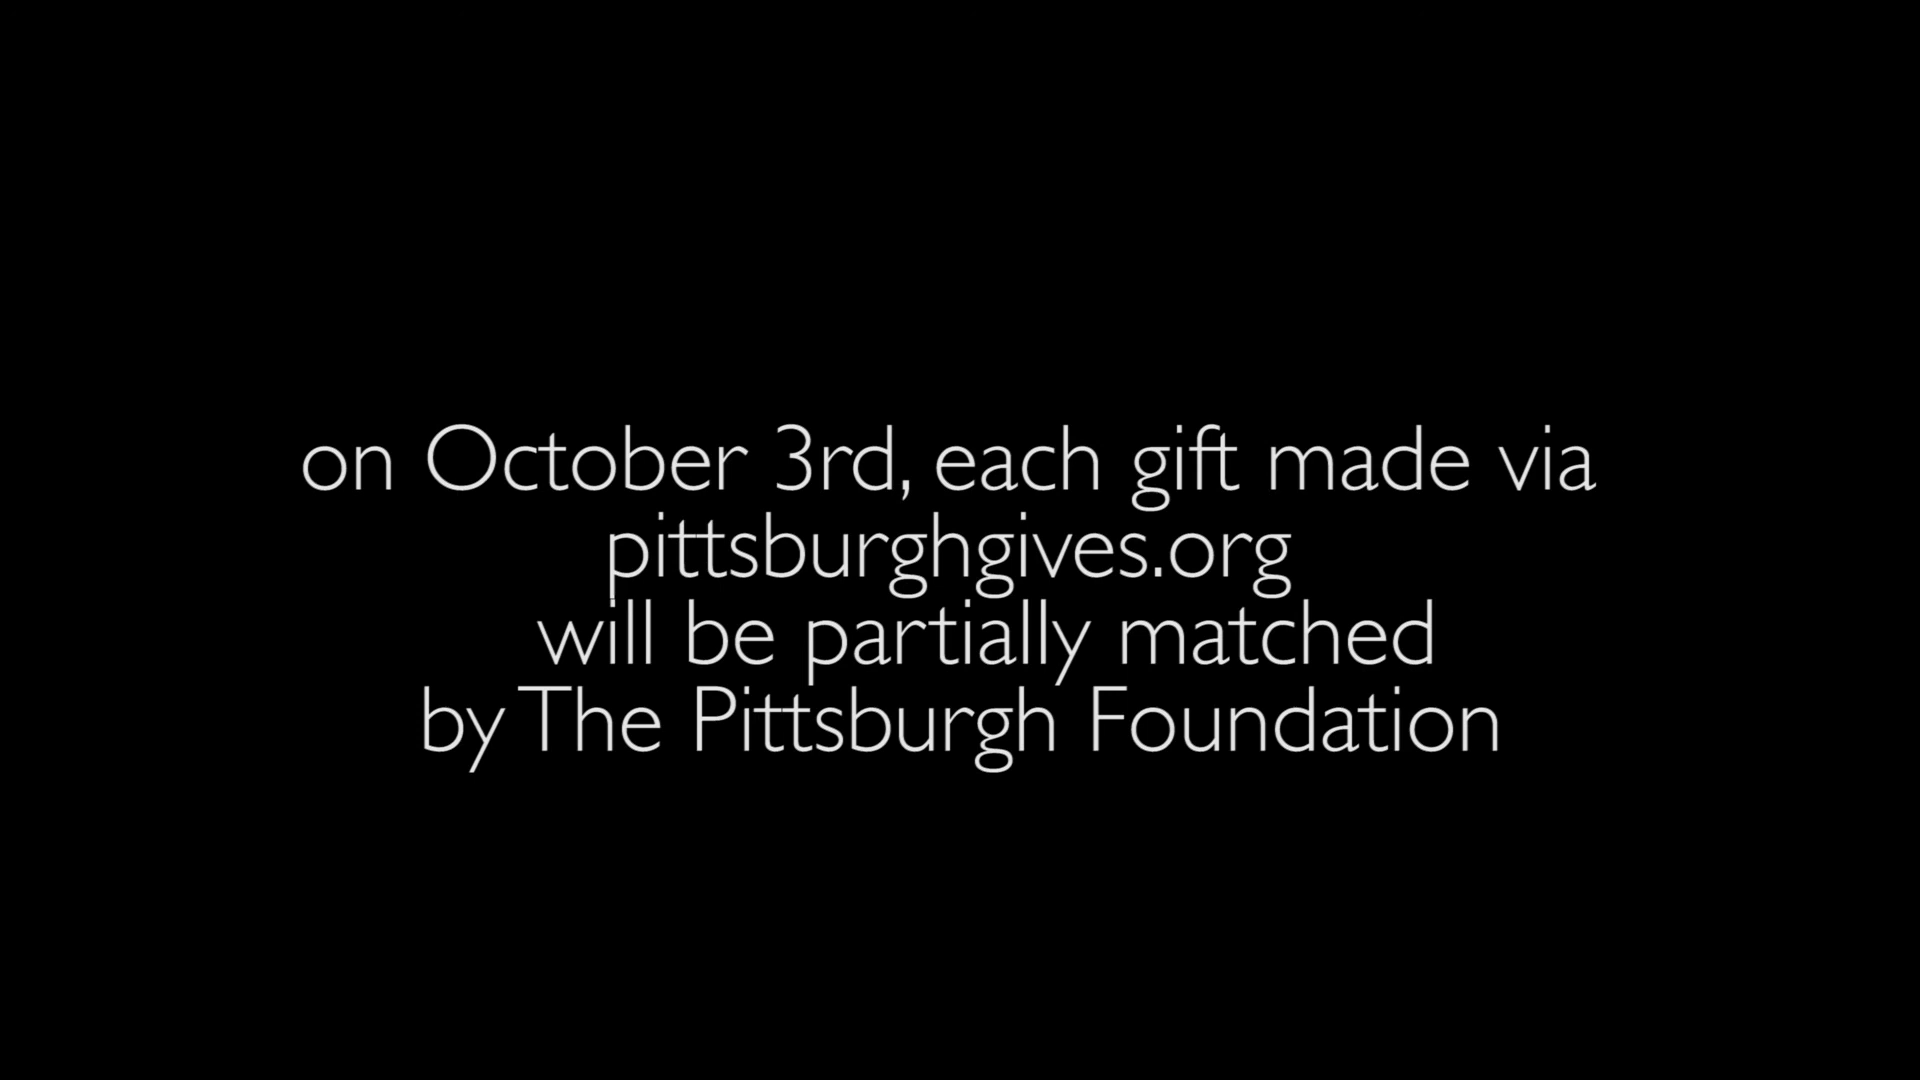 on October 3rd, each gift made via
pittsburghgives.org
will be partially matched
by The Pittsburgh Foundation